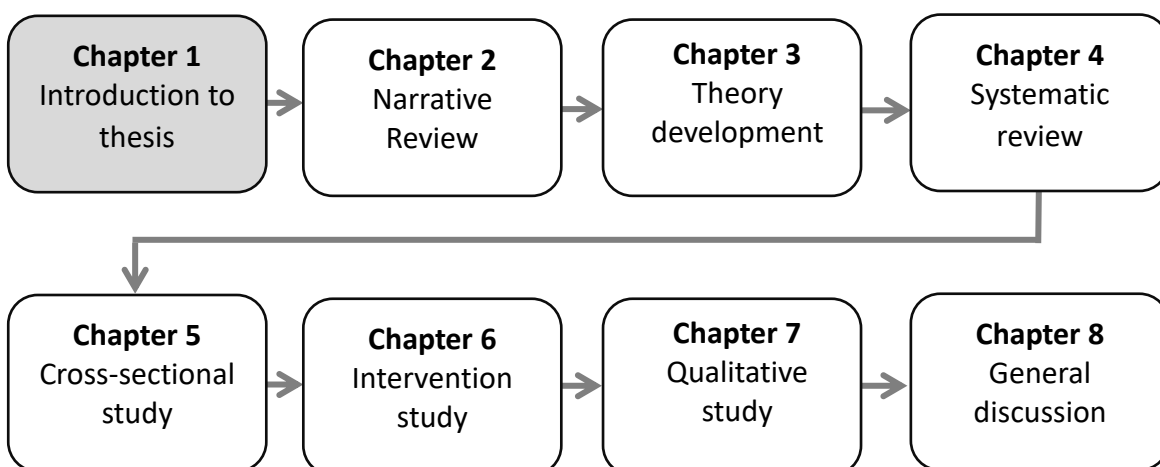 Chapter 1
Introduction to
thesis
Chapter 2
Narrative
Review
Chapter 3
Theory
development
Chapter 4
Systematic
review
Chapter 5
Cross-sectional
study
Chapter 6
Intervention
study
Chapter 7
Qualitative
study
Chapter 8
General
discussion